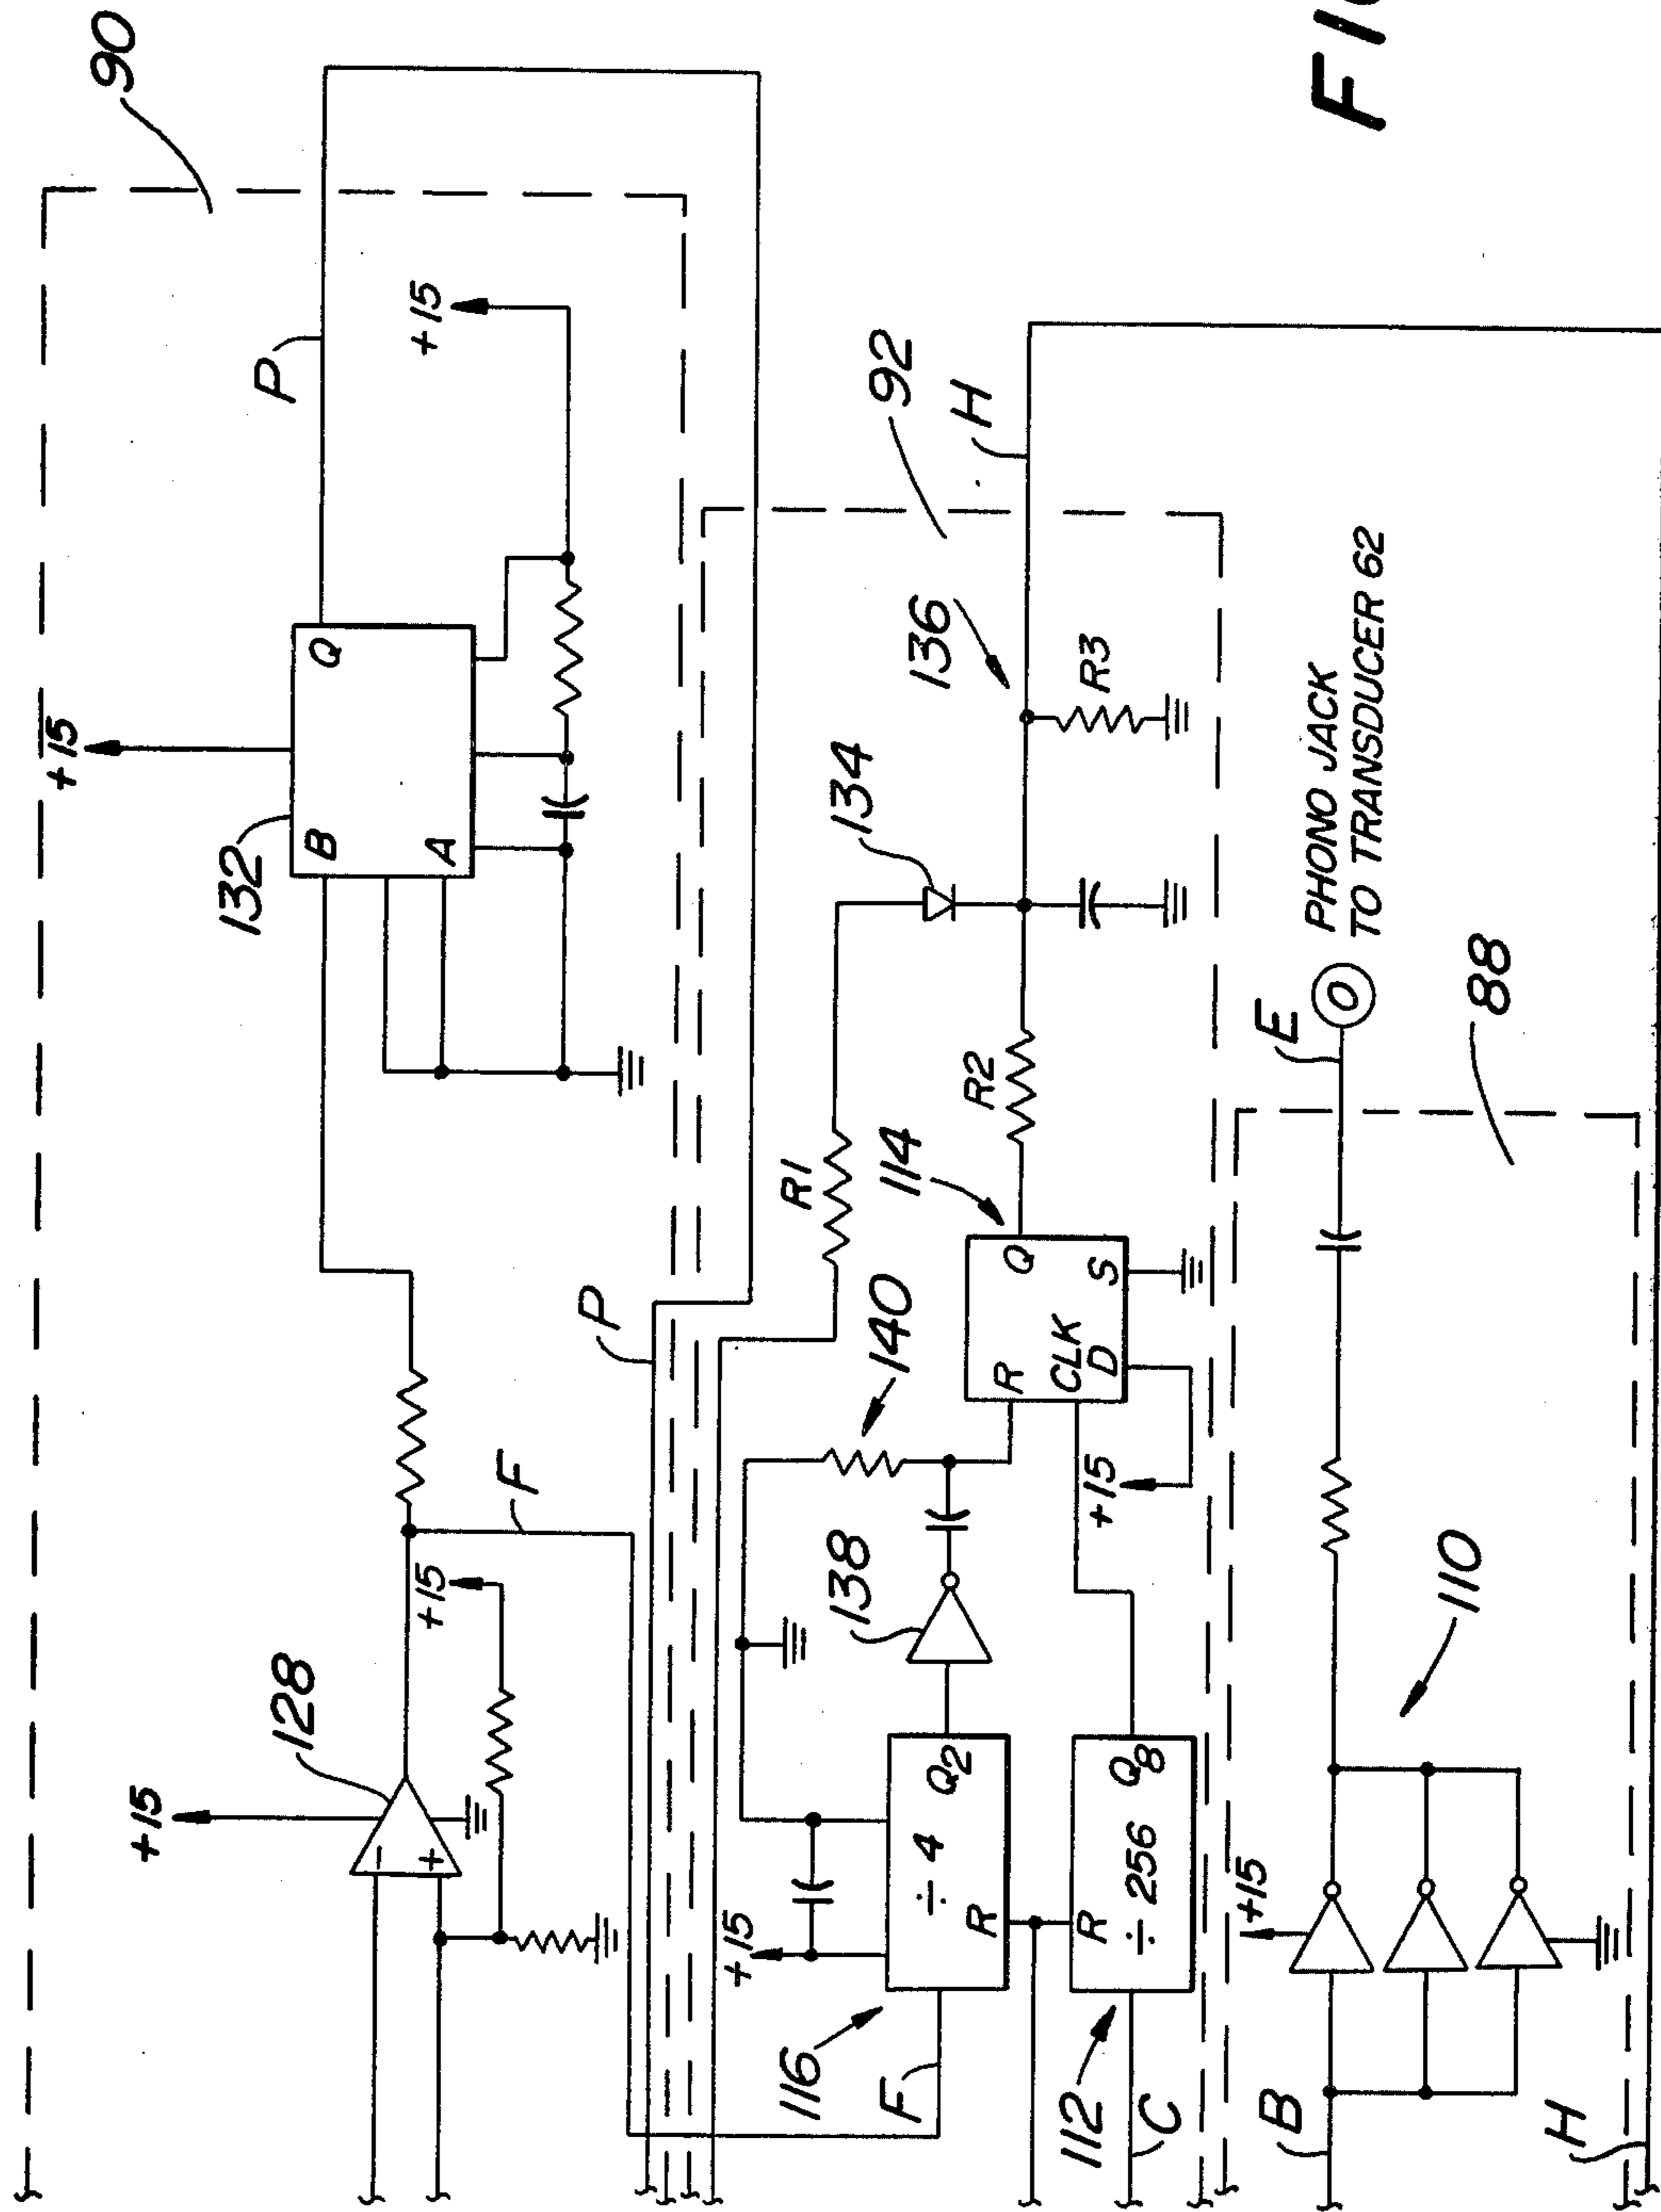 90
+15
P
+15
132
B
Q
A
128
+15
+15
F
P
92
H
136
134
R3
R1
R2
114
140
138
R
Q
CLK
D
S
+15
+15
116
÷ 4
Q2
R
F
R
÷ 256
Q8
112
C
E
PHONO JACK
TO TRANSDUCER 62
88
110
+15
B
H